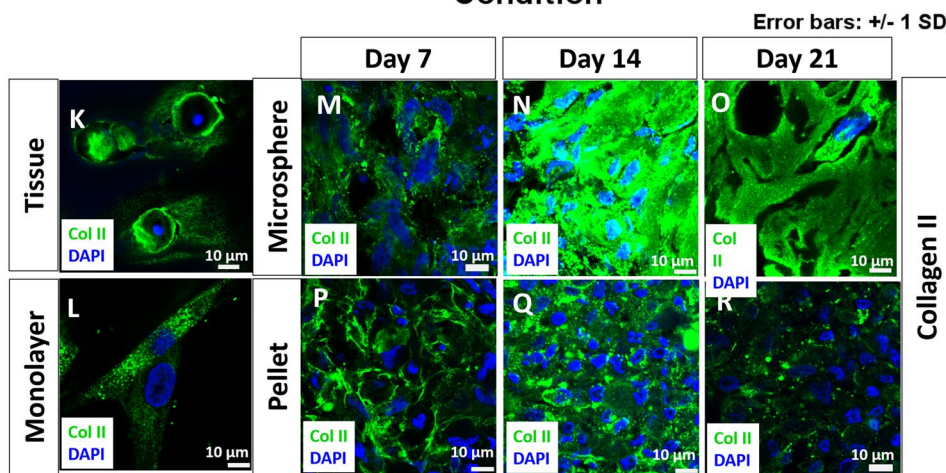 Condition
Error bars: +/- 1 SD
Day 7
Day 14
Day 21
Tissue
K
Col II
DAPI
10 µm
Microsphere
M
Col II
DAPI
10 µm
N
Col II
DAPI
10 µm
O
Col
II
DAPI
10 µm
Collagen II
Monolayer
L
Col II
DAPI
10 µm
Pellet
P
Col II
DAPI
10 µm
Q
Col II
DAPI
10 µm
R
Col II
DAPI
10 µm